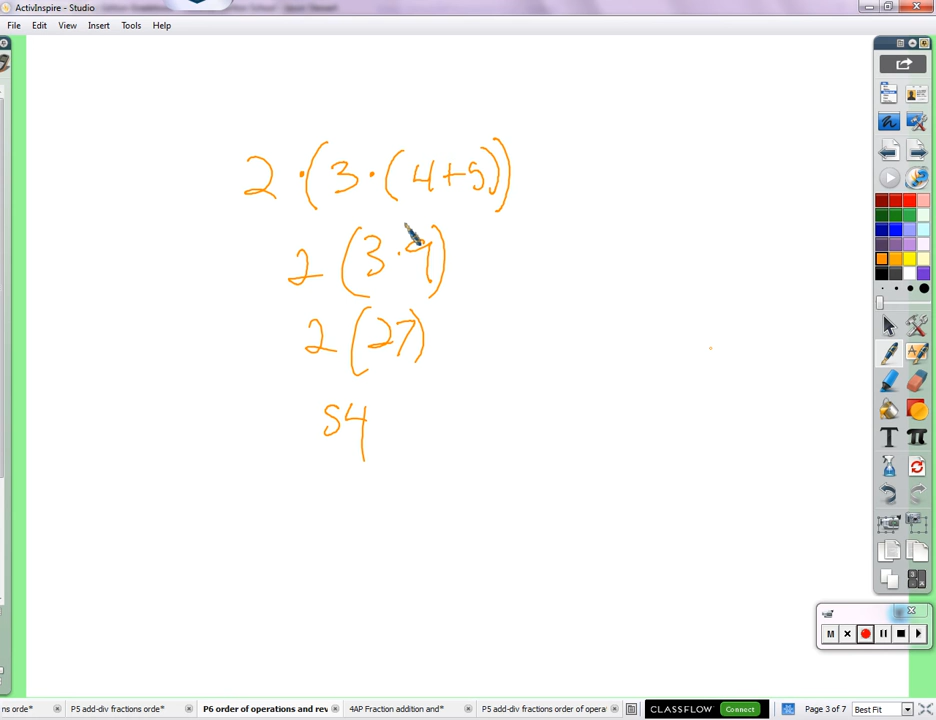 ActivInspire - Studio
File Edit View Insert Tools Help
2 · (3 · (4+5))
2 (3 · 9)
2 (27)
54
M
ns orde* P5 add-div fractions orde* P6 order of operations and rev 4AP Fraction addition and* P5 add-div fractions order of opera CLASSFLOW Connect Page 3 of 7 Best Fit